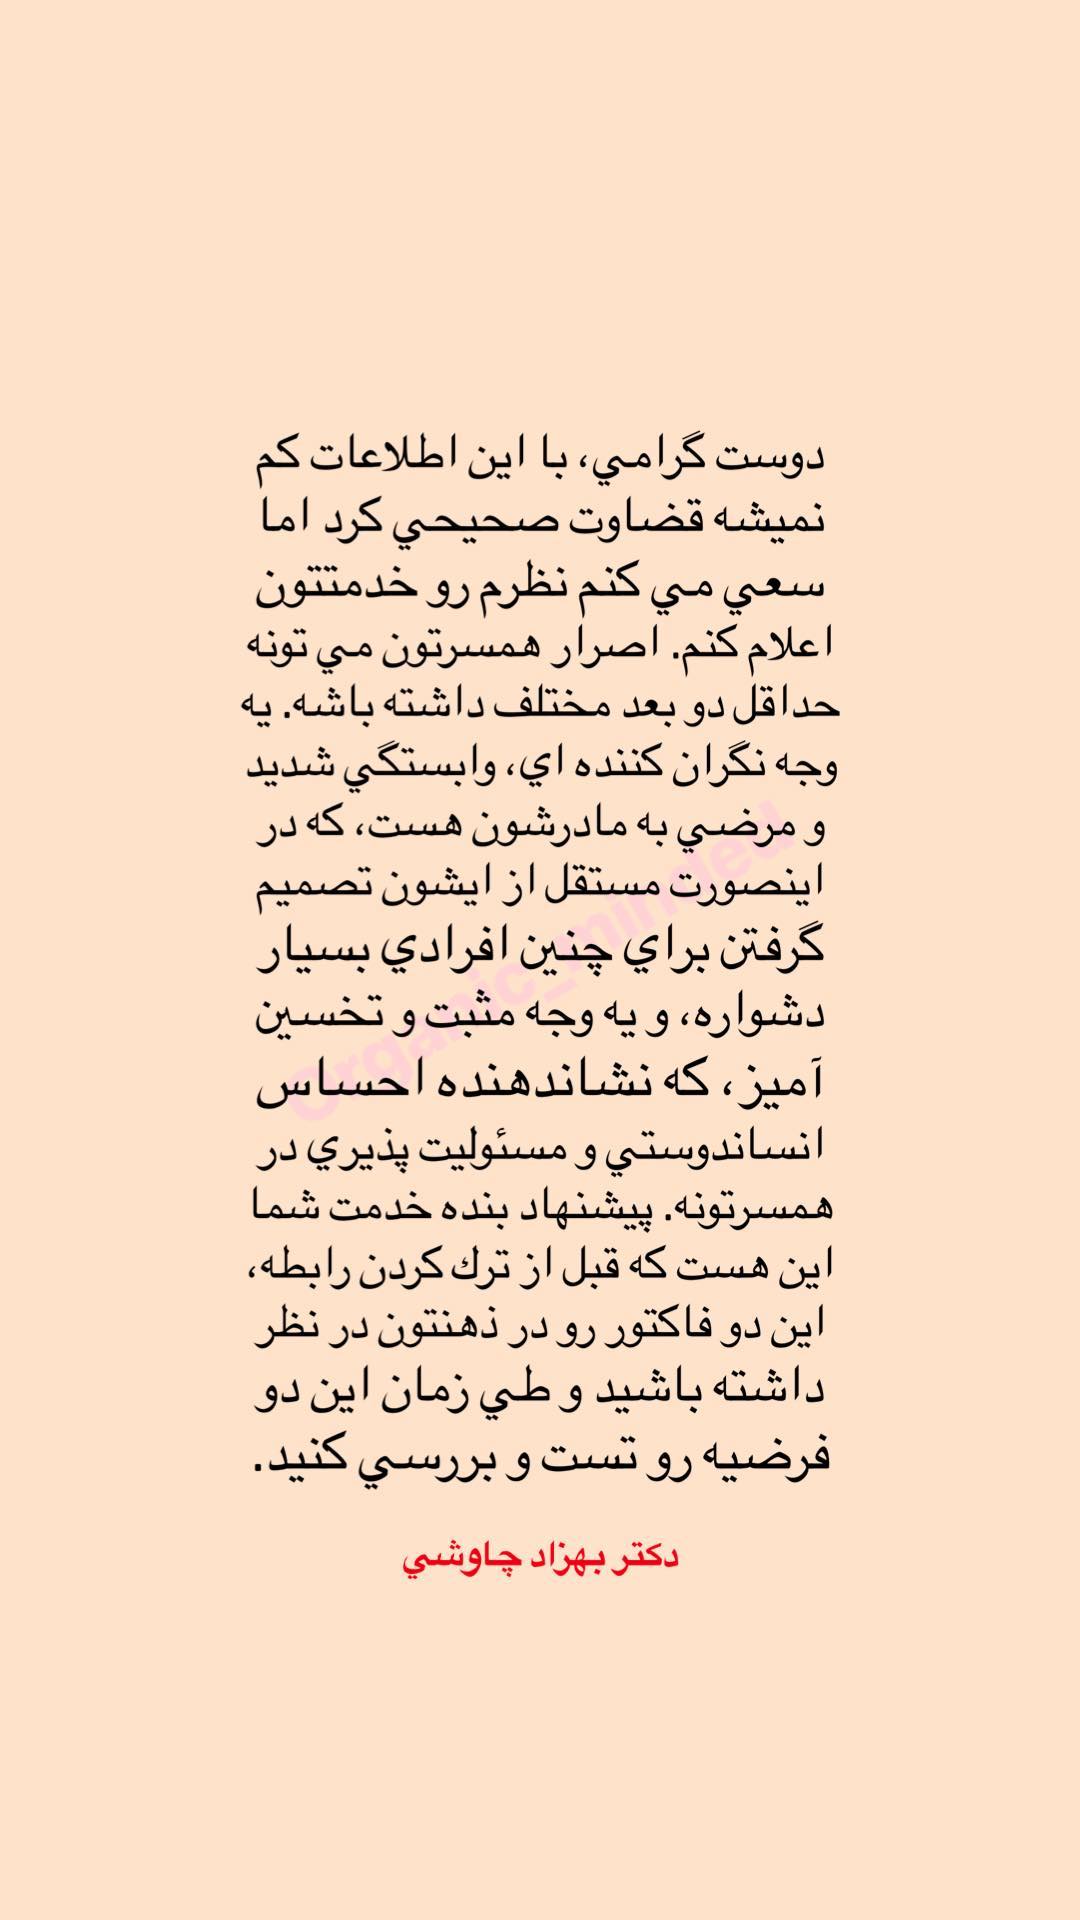 دوست گرامي، با اين اطلاعات كم
نميشه قضاوت صحيحي كرد اما
سعي مي كنم نظرم رو خدمتتون
اعلام كنم. اصرار همسرتون مي تونه
حداقل دو بعد مختلف داشته باشه. يه
وجه نگران كننده اي، وابستگي شديد
و مرضي به مادرشون هست، كه در
اينصورت مستقل از ايشون تصميم
گرفتن براي چنين افرادي بسيار
دشواره، و يه وجه مثبت و تخسين
آميز، كه نشاندهنده احساس
انساندوستي و مسئوليت پذيري در
همسرتونه. پيشنهاد بنده خدمت شما
اين هست كه قبل از ترك كردن رابطه،
اين دو فاكتور رو در ذهنتون در نظر
داشته باشيد و طي زمان اين دو
فرضيه رو تست و بررسي كنيد.
دكتر بهزاد چاوشي
Organic_minded